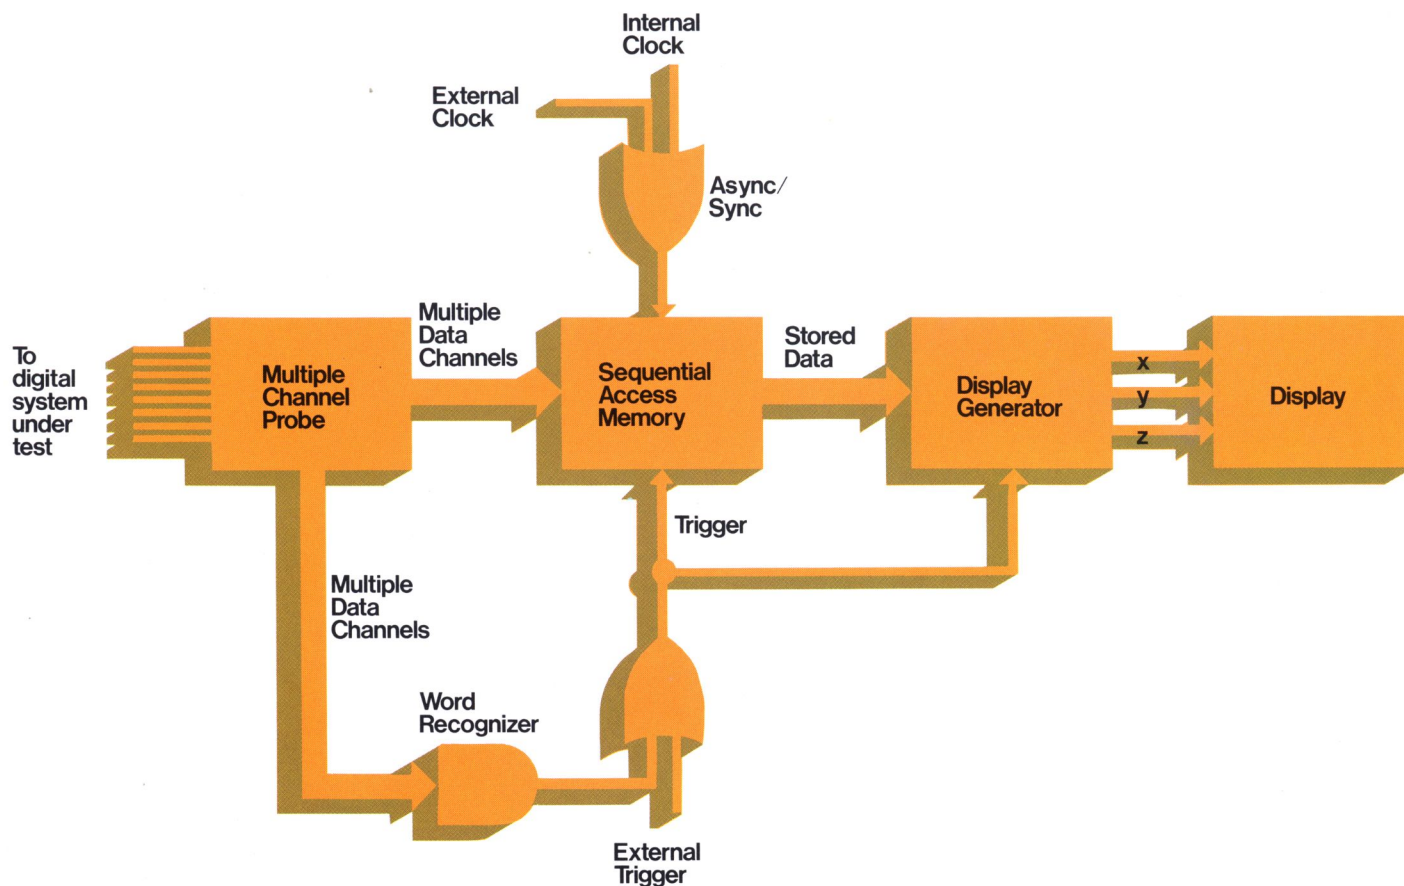 Internal
Clock
External
Clock
Async/
Sync
To
digital
system
under
test
Multiple
Channel
Probe
Multiple
Data
Channels
Sequential
Access
Memory
Stored
Data
Display
Generator
x
y
z
Display
Trigger
Multiple
Data
Channels
Word
Recognizer
External
Trigger